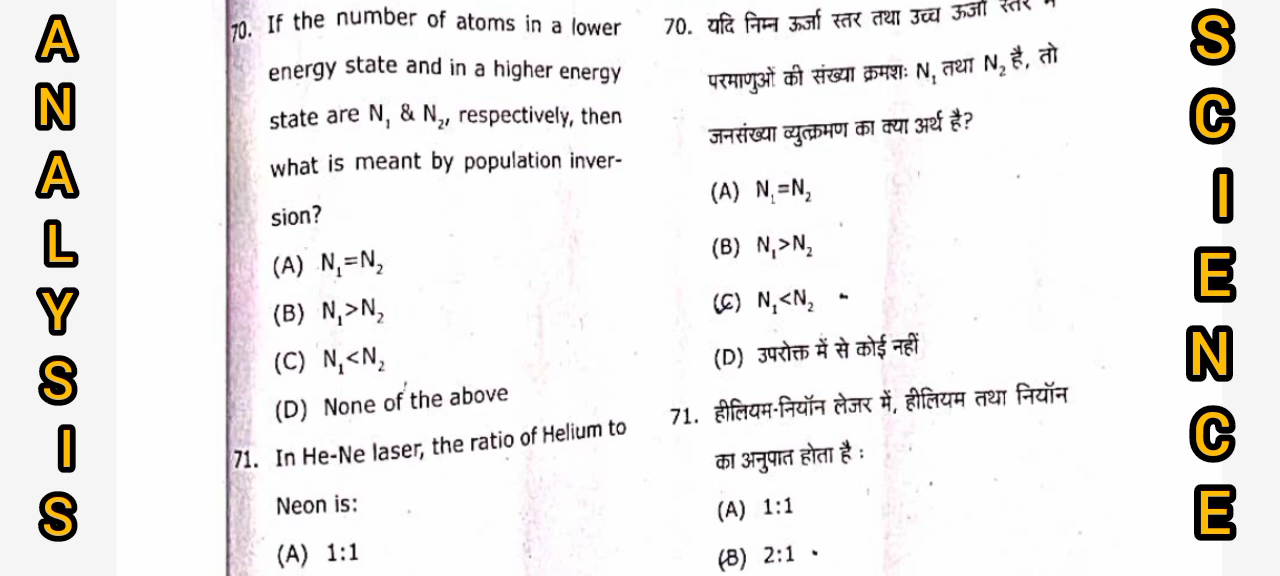 ANALYSIS
70. If the number of atoms in a lower
energy state and in a higher energy
state are N₁ & N₂, respectively, then
what is meant by population inver-
sion?
(A) N₁=N₂
(B) N₁>N₂
(C) N₁<N₂
(D) None of the above
71. In He-Ne laser, the ratio of Helium to
Neon is:
(A) 1:1
70. यदि निम्न ऊर्जा स्तर तथा उच्च ऊर्जा स्तर में
परमाणुओं की संख्या क्रमशः N₁ तथा N₂ है, तो
जनसंख्या व्युत्क्रमण का क्या अर्थ है?
(A) N₁=N₂
(B) N₁>N₂
(C) N₁<N₂
(D) उपरोक्त में से कोई नहीं
71. हीलियम-नियॉन लेजर में, हीलियम तथा नियॉन
का अनुपात होता है :
(A) 1:1
(B) 2:1
SCIENCE